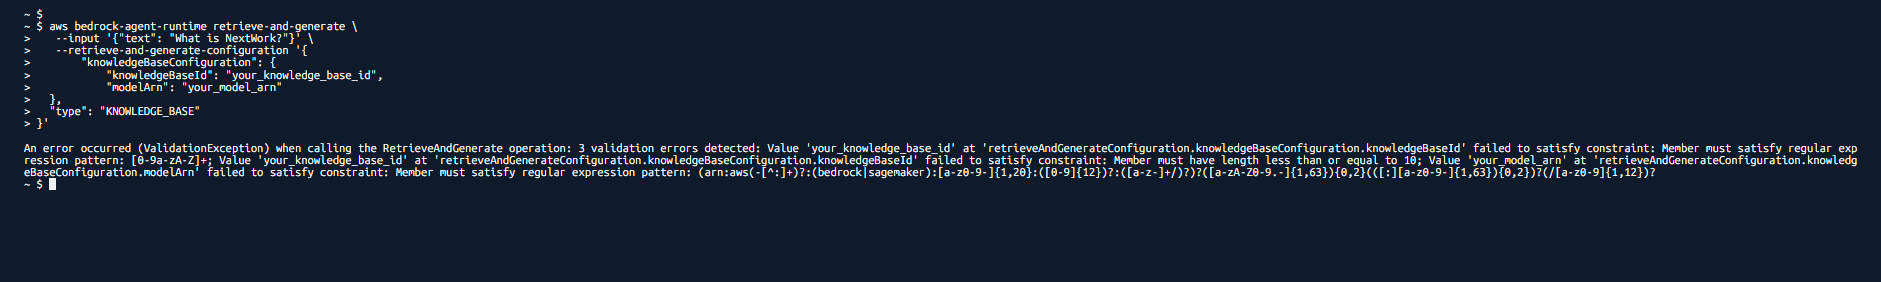 ~ $
~ $ aws bedrock-agent-runtime retrieve-and-generate \
>    --input '{"text": "What is NextWork?"}' \
>    --retrieve-and-generate-configuration '{
>        "knowledgeBaseConfiguration": {
>            "knowledgeBaseId": "your_knowledge_base_id",
>            "modelArn": "your_model_arn"
>   },
>   "type": "KNOWLEDGE_BASE"
> }'

An error occurred (ValidationException) when calling the RetrieveAndGenerate operation: 3 validation errors detected: Value 'your_knowledge_base_id' at 'retrieveAndGenerateConfiguration.knowledgeBaseConfiguration.knowledgeBaseId' failed to satisfy constraint: Member must satisfy regular exp
ression pattern: [0-9a-zA-Z]+; Value 'your_knowledge_base_id' at 'retrieveAndGenerateConfiguration.knowledgeBaseConfiguration.knowledgeBaseId' failed to satisfy constraint: Member must have length less than or equal to 10; Value 'your_model_arn' at 'retrieveAndGenerateConfiguration.knowledg
eBaseConfiguration.modelArn' failed to satisfy constraint: Member must satisfy regular expression pattern: (arn:aws(-[^:]+)?:(bedrock|sagemaker):[a-z0-9-]{1,20}:([0-9]{12})?:([a-z-]+/)?)?([a-zA-Z0-9.-]{1,63}){0,2}(([:][a-z0-9-]{1,63}){0,2})?(/[a-z0-9]{1,12})?
~ $